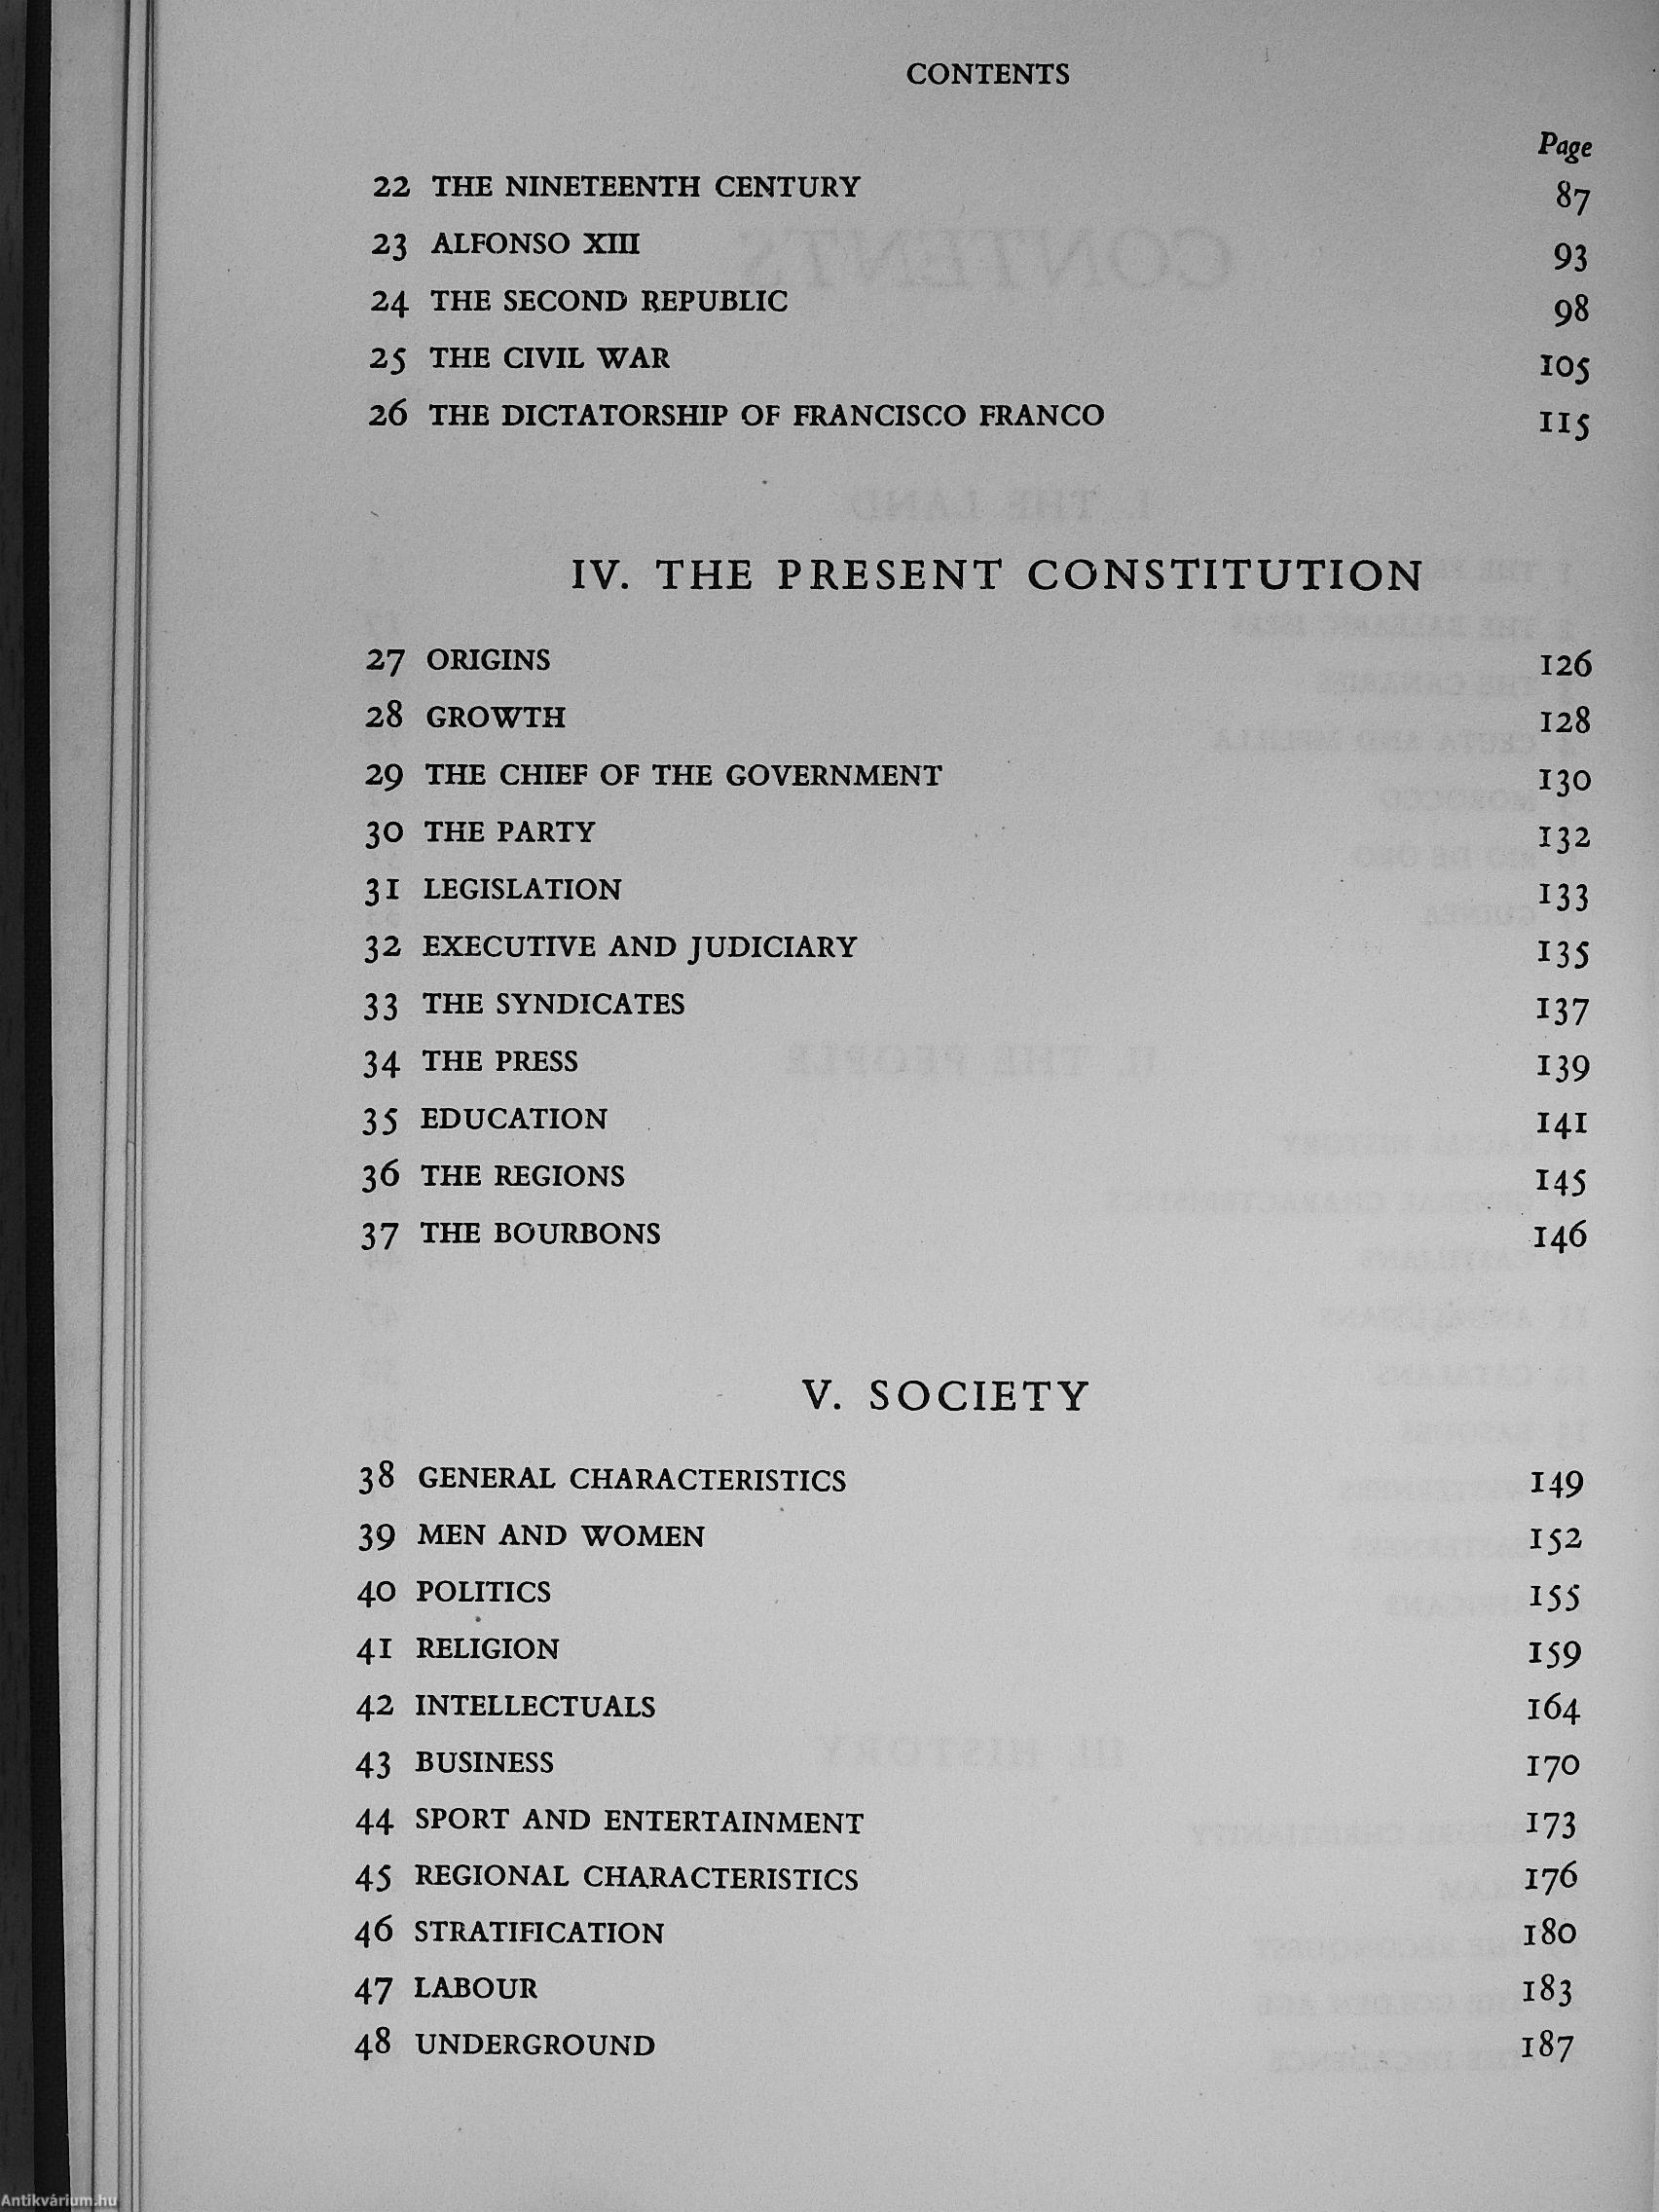 CONTENTS
Page
22 THE NINETEENTH CENTURY 87
23 ALFONSO XIII 93
24 THE SECOND REPUBLIC 98
25 THE CIVIL WAR 105
26 THE DICTATORSHIP OF FRANCISCO FRANCO 115
IV. THE PRESENT CONSTITUTION
27 ORIGINS 126
28 GROWTH 128
29 THE CHIEF OF THE GOVERNMENT 130
30 THE PARTY 132
31 LEGISLATION 133
32 EXECUTIVE AND JUDICIARY 135
33 THE SYNDICATES 137
34 THE PRESS 139
35 EDUCATION 141
36 THE REGIONS 145
37 THE BOURBONS 146
V. SOCIETY
38 GENERAL CHARACTERISTICS 149
39 MEN AND WOMEN 152
40 POLITICS 155
41 RELIGION 159
42 INTELLECTUALS 164
43 BUSINESS 170
44 SPORT AND ENTERTAINMENT 173
45 REGIONAL CHARACTERISTICS 176
46 STRATIFICATION 180
47 LABOUR 183
48 UNDERGROUND 187
Antikvárium.hu